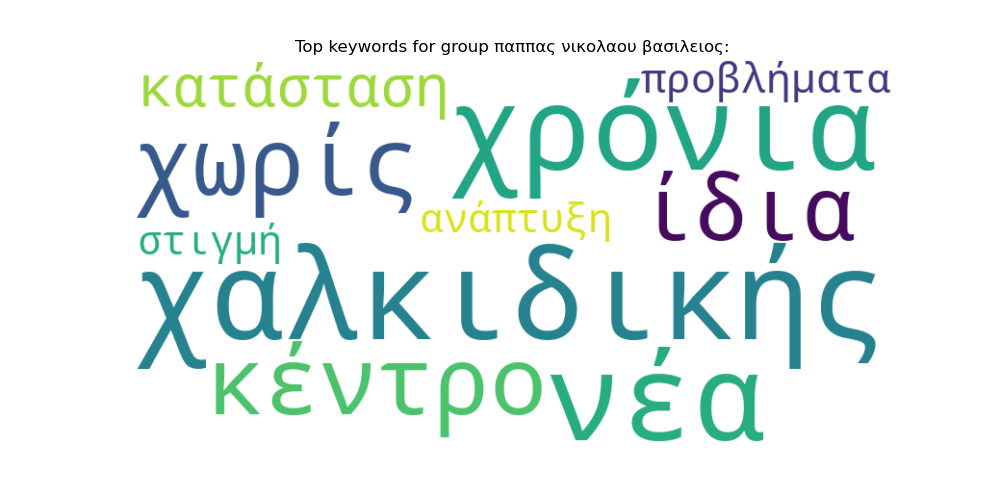 Top keywords for group παππας νικολαου βασιλειος:
κατάσταση
προβλήματα
χρόνια
χωρίς
ίδια
ανάπτυξη
στιγμή
χαλκιδικής
κέντρο
νέα